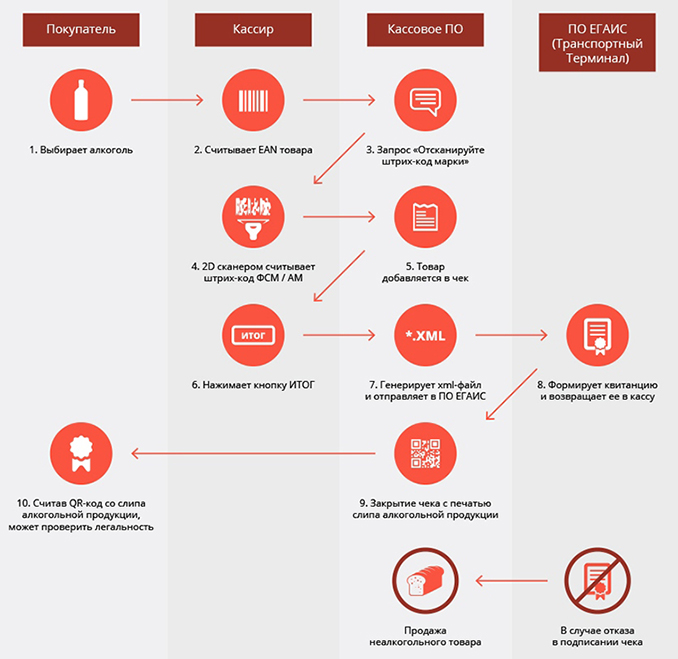 Покупатель
Кассир
Кассовое ПО
ПО ЕГАИС
(Транспортный
Терминал)
1. Выбирает алкоголь
2. Считывает EAN товара
3. Запрос «Отсканируйте
штрих-код марки»
4. 2D сканером считывает
штрих-код ФСМ / АМ
5. Товар
добавляется в чек
итог
6. Нажимает кнопку ИТОГ
*.XML
7. Генерирует xml-файл
и отправляет в ПО ЕГАИС
8. Формирует квитанцию
и возвращает ее в кассу
10. Считав QR-код со слипа
алкогольной продукции,
может проверить легальность
9. Закрытие чека с печатью
слипа алкогольной продукции
Продажа
неалкогольного товара
В случае отказа
в подписании чека